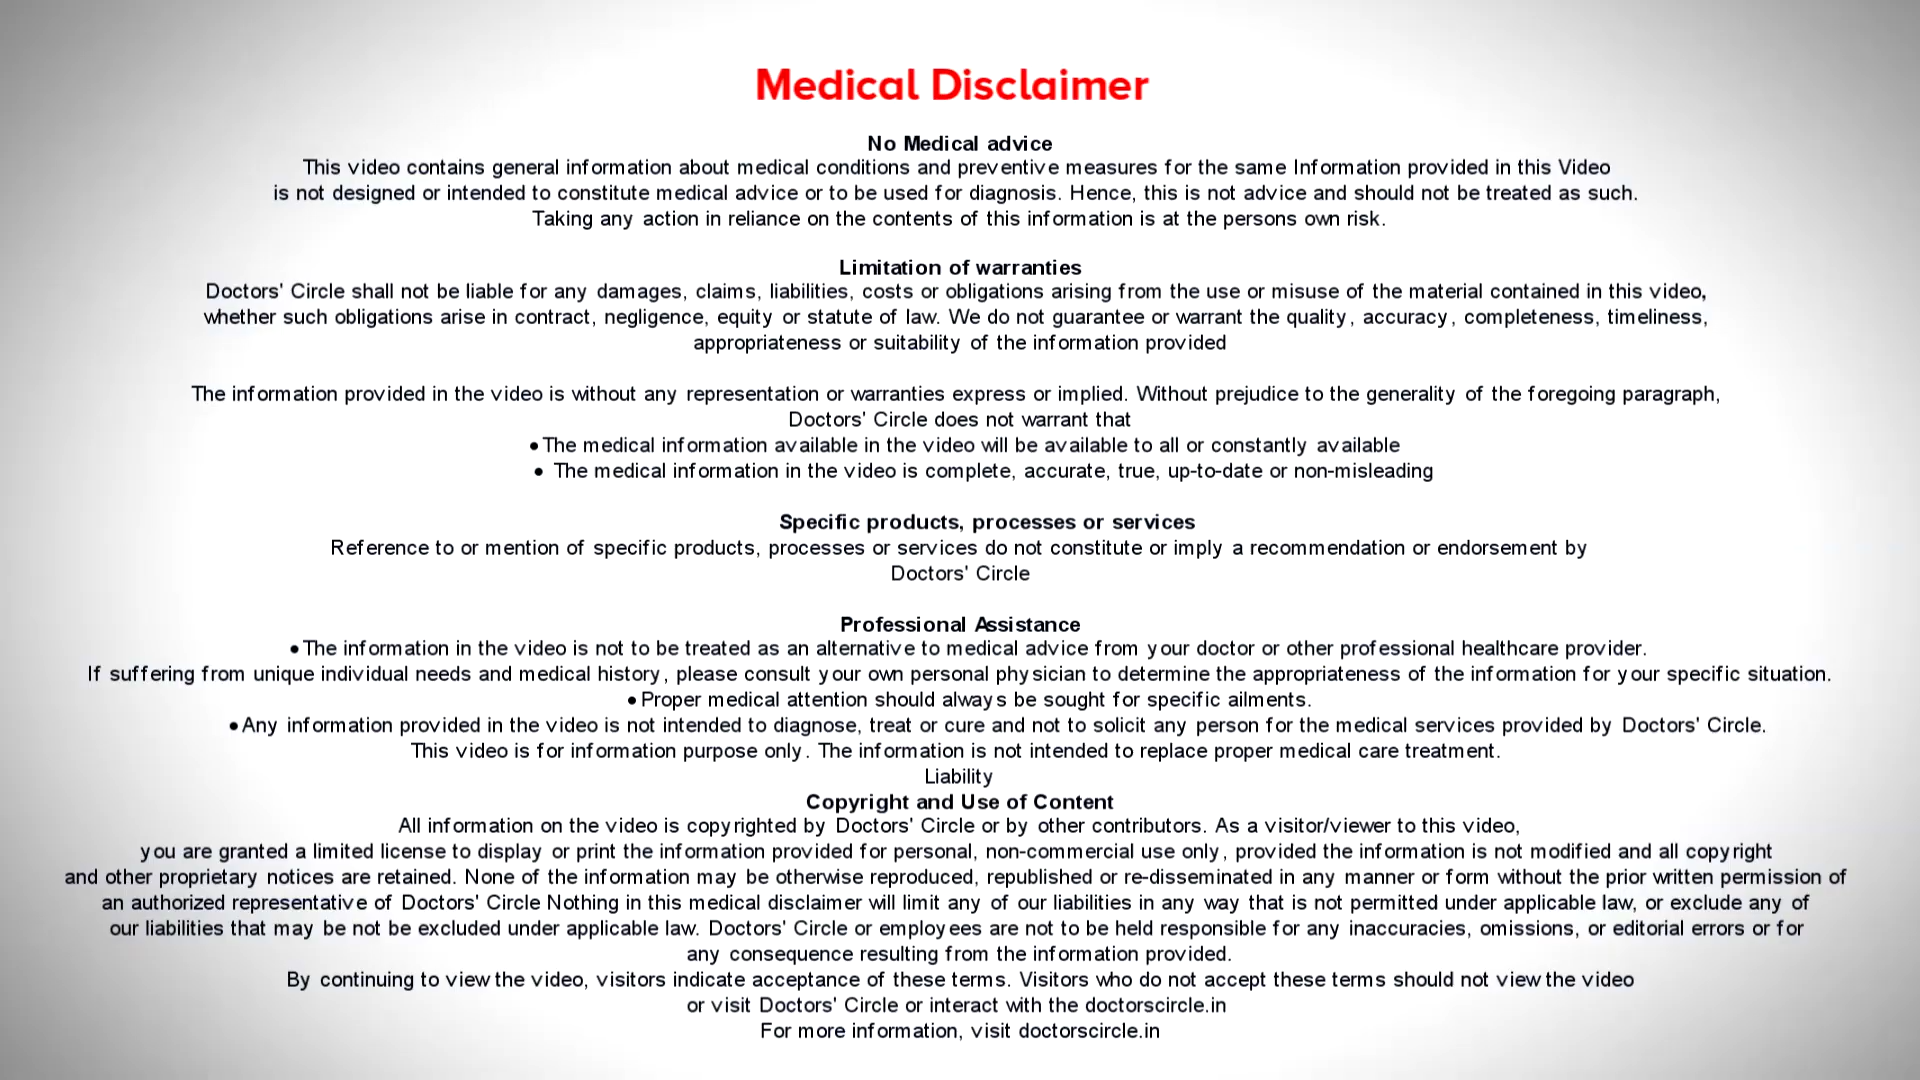 Medical Disclaimer
No Medical advice
This video contains general information about medical conditions and preventive measures for the same Information provided in this Video
is not designed or intended to constitute medical advice or to be used for diagnosis. Hence, this is not advice and should not be treated as such.
Taking any action in reliance on the contents of this information is at the persons own risk.
Limitation of warranties
Doctors' Circle shall not be liable for any damages, claims, liabilities, costs or obligations arising from the use or misuse of the material contained in this video,
whether such obligations arise in contract, negligence, equity or statute of law. We do not guarantee or warrant the quality, accuracy, completeness, timeliness,
appropriateness or suitability of the information provided
The information provided in the video is without any representation or warranties express or implied. Without prejudice to the generality of the foregoing paragraph,
Doctors' Circle does not warrant that
• The medical information available in the video will be available to all or constantly available
• The medical information in the video is complete, accurate, true, up-to-date or non-misleading
Specific products, processes or services
Reference to or mention of specific products, processes or services do not constitute or imply a recommendation or endorsement by
Doctors' Circle
Professional Assistance
• The information in the video is not to be treated as an alternative to medical advice from your doctor or other professional healthcare provider.
If suffering from unique individual needs and medical history, please consult your own personal physician to determine the appropriateness of the information for your specific situation.
• Proper medical attention should always be sought for specific ailments.
• Any information provided in the video is not intended to diagnose, treat or cure and not to solicit any person for the medical services provided by Doctors' Circle.
This video is for information purpose only. The information is not intended to replace proper medical care treatment.
Liability
Copyright and Use of Content
All information on the video is copyrighted by Doctors' Circle or by other contributors. As a visitor/viewer to this video,
you are granted a limited license to display or print the information provided for personal, non-commercial use only, provided the information is not modified and all copyright
and other proprietary notices are retained. None of the information may be otherwise reproduced, republished or re-disseminated in any manner or form without the prior written permission of
an authorized representative of Doctors' Circle Nothing in this medical disclaimer will limit any of our liabilities in any way that is not permitted under applicable law, or exclude any of
our liabilities that may be not be excluded under applicable law. Doctors' Circle or employees are not to be held responsible for any inaccuracies, omissions, or editorial errors or for
any consequence resulting from the information provided.
By continuing to view the video, visitors indicate acceptance of these terms. Visitors who do not accept these terms should not view the video
or visit Doctors' Circle or interact with the doctorscircle.in
For more information, visit doctorscircle.in